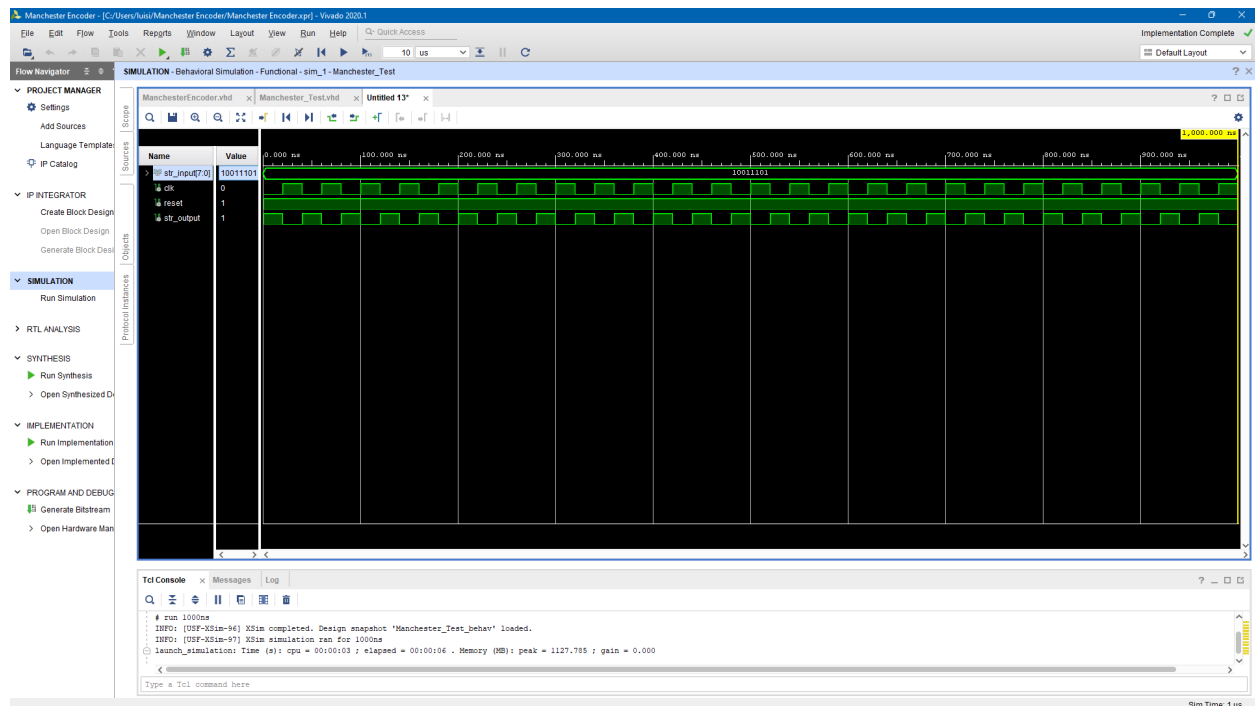 Manchester Encoder - [C:/Users/luisi/Manchester Encoder/Manchester Encoder.xpr] - Vivado 2020.1
File Edit Flow Tools Reports Window Layout View Run Help Q- Quick Access
Implementation Complete
10 us
Default Layout
Flow Navigator
SIMULATION - Behavioral Simulation - Functional - sim_1 - Manchester_Test
PROJECT MANAGER
Settings
Add Sources
Language Templates
IP Catalog
IP INTEGRATOR
Create Block Design
Open Block Design
Generate Block Desi
SIMULATION
Run Simulation
RTL ANALYSIS
SYNTHESIS
Run Synthesis
Open Synthesized D
IMPLEMENTATION
Run Implementation
Open Implemented D
PROGRAM AND DEBUG
Generate Bitstream
Open Hardware Man
Scope
Sources
Objects
Protocol Instances
ManchesterEncoder.vhd Manchester_Test.vhd Untitled 13*
1,000.000 ns
Name Value 0.000 ns 100.000 ns 200.000 ns 300.000 ns 400.000 ns 500.000 ns 600.000 ns 700.000 ns 800.000 ns 900.000 ns
str_input[7:0] 10011101 10011101
clk 0
reset 1
str_output 1
Tcl Console Messages Log
# run 1000ns
INFO: [USF-XSim-96] XSim completed. Design snapshot 'Manchester_Test_behav' loaded.
INFO: [USF-XSim-97] XSim simulation ran for 1000ns
launch_simulation: Time (s): cpu = 00:00:03 ; elapsed = 00:00:06 . Memory (MB): peak = 1127.785 ; gain = 0.000
Type a Tcl command here
Sim Time: 1 us